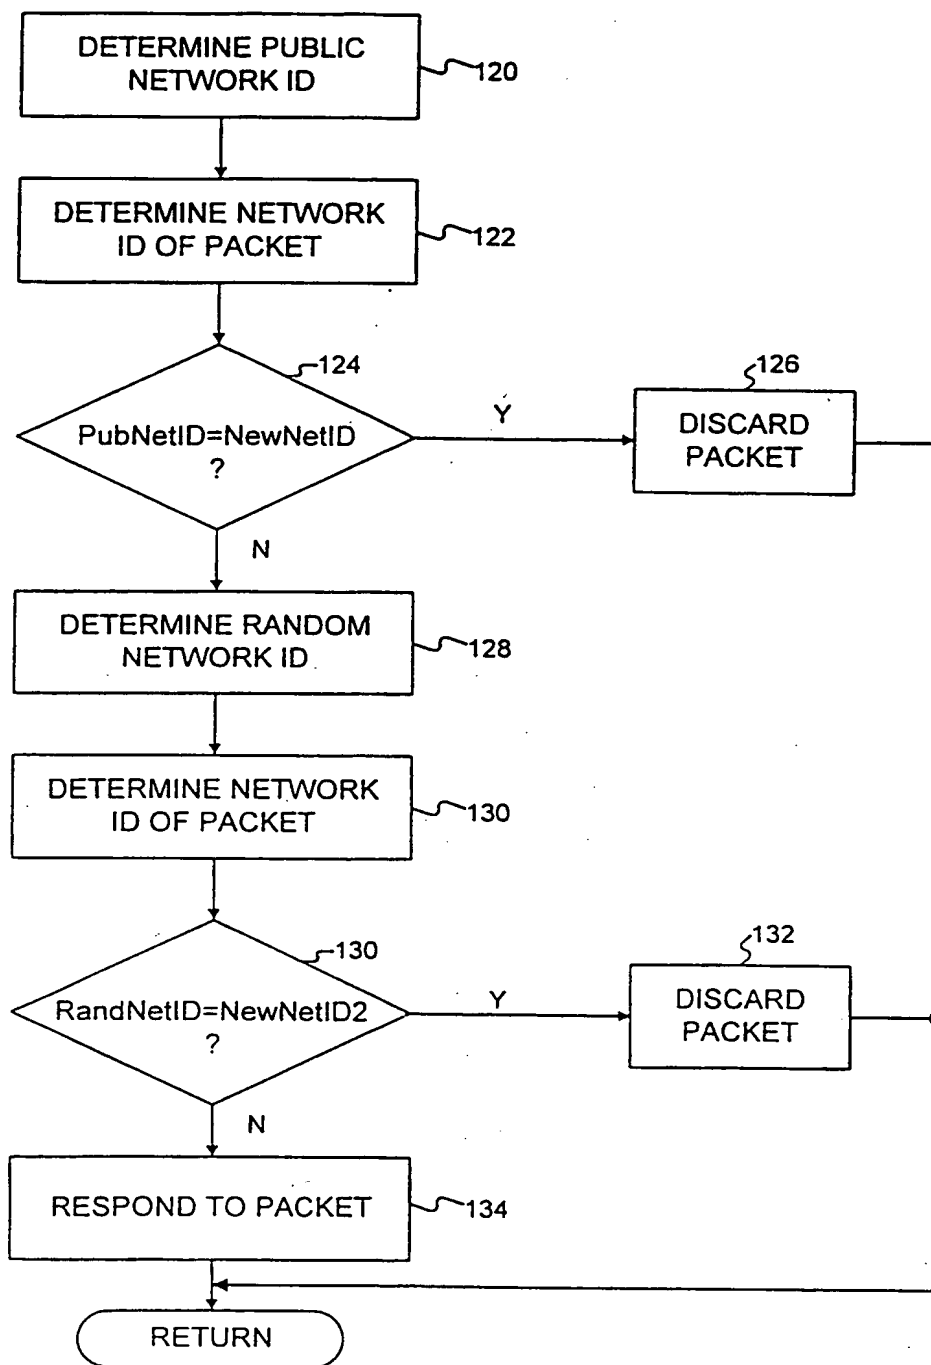 DETERMINE PUBLIC
NETWORK ID
120
DETERMINE NETWORK
ID OF PACKET
122
124
PubNetID=NewNetID
?
Y
126
DISCARD
PACKET
N
DETERMINE RANDOM
NETWORK ID
128
DETERMINE NETWORK
ID OF PACKET
130
130
RandNetID=NewNetID2
?
Y
132
DISCARD
PACKET
N
RESPOND TO PACKET
134
RETURN